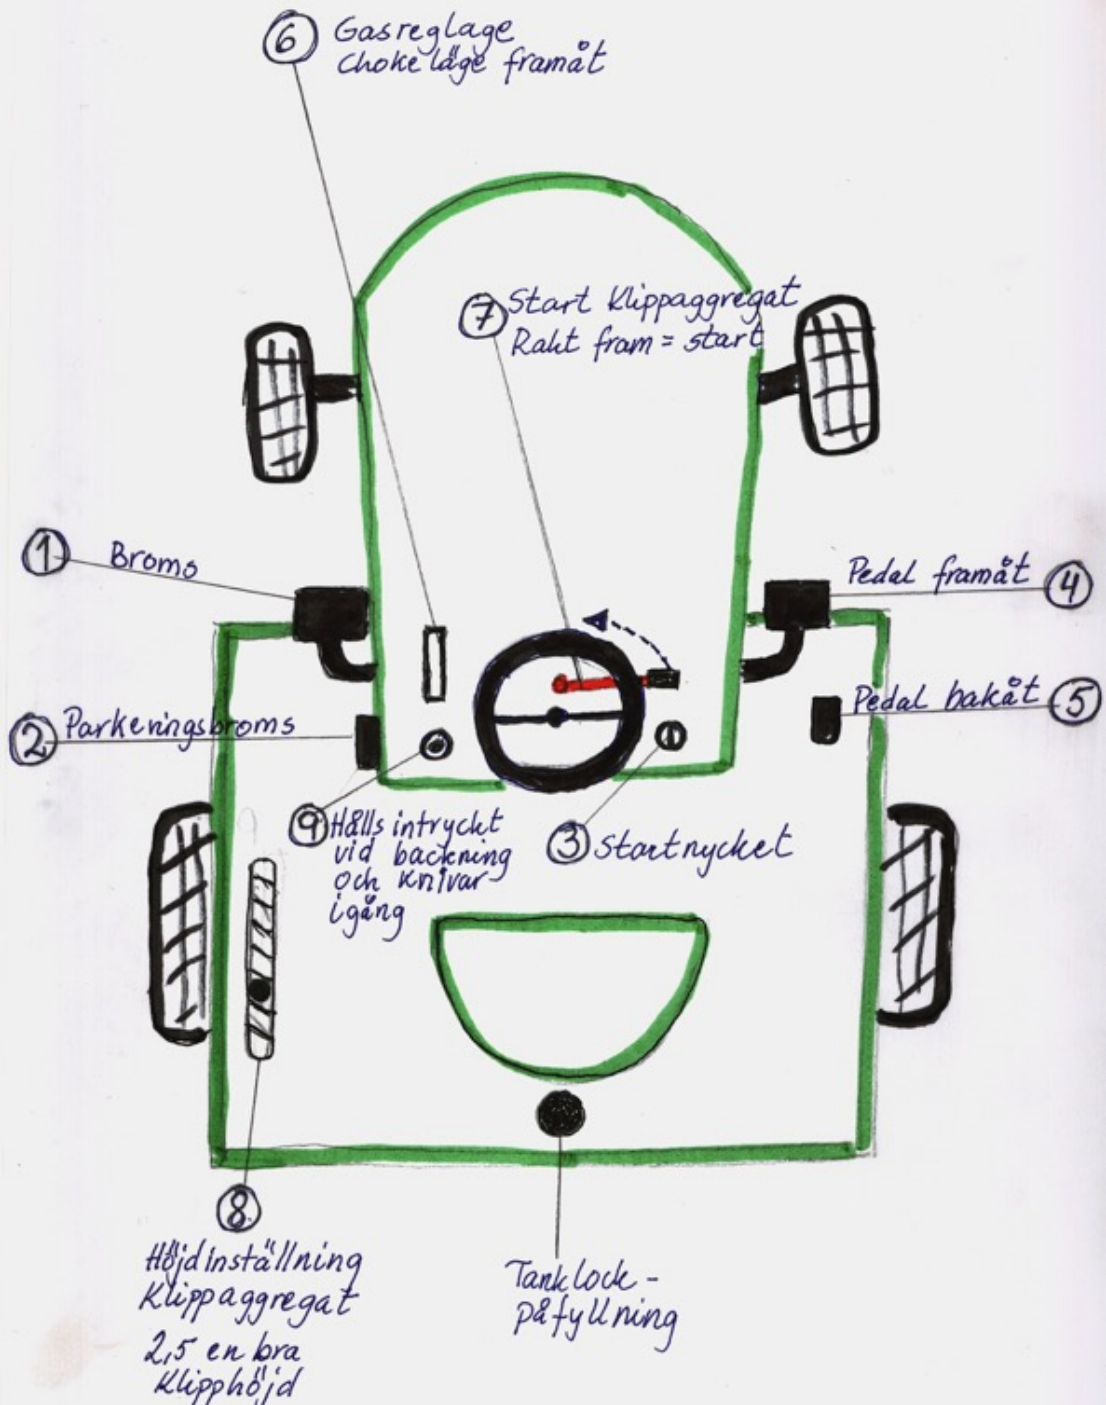 6 Gasreglage
Choke läge framåt
7 Start Klippaggregat
Rakt fram = start
1 Broms
Pedal framåt 4
2 Parkeringsbroms
Pedal bakåt 5
9 Hålls intryckt
vid backning
och knivar
igång
3 Startnyckel
8
Höjdinställning
Klippaggregat
2,5 en bra
Klipphöjd
Tanklock -
påfyllning